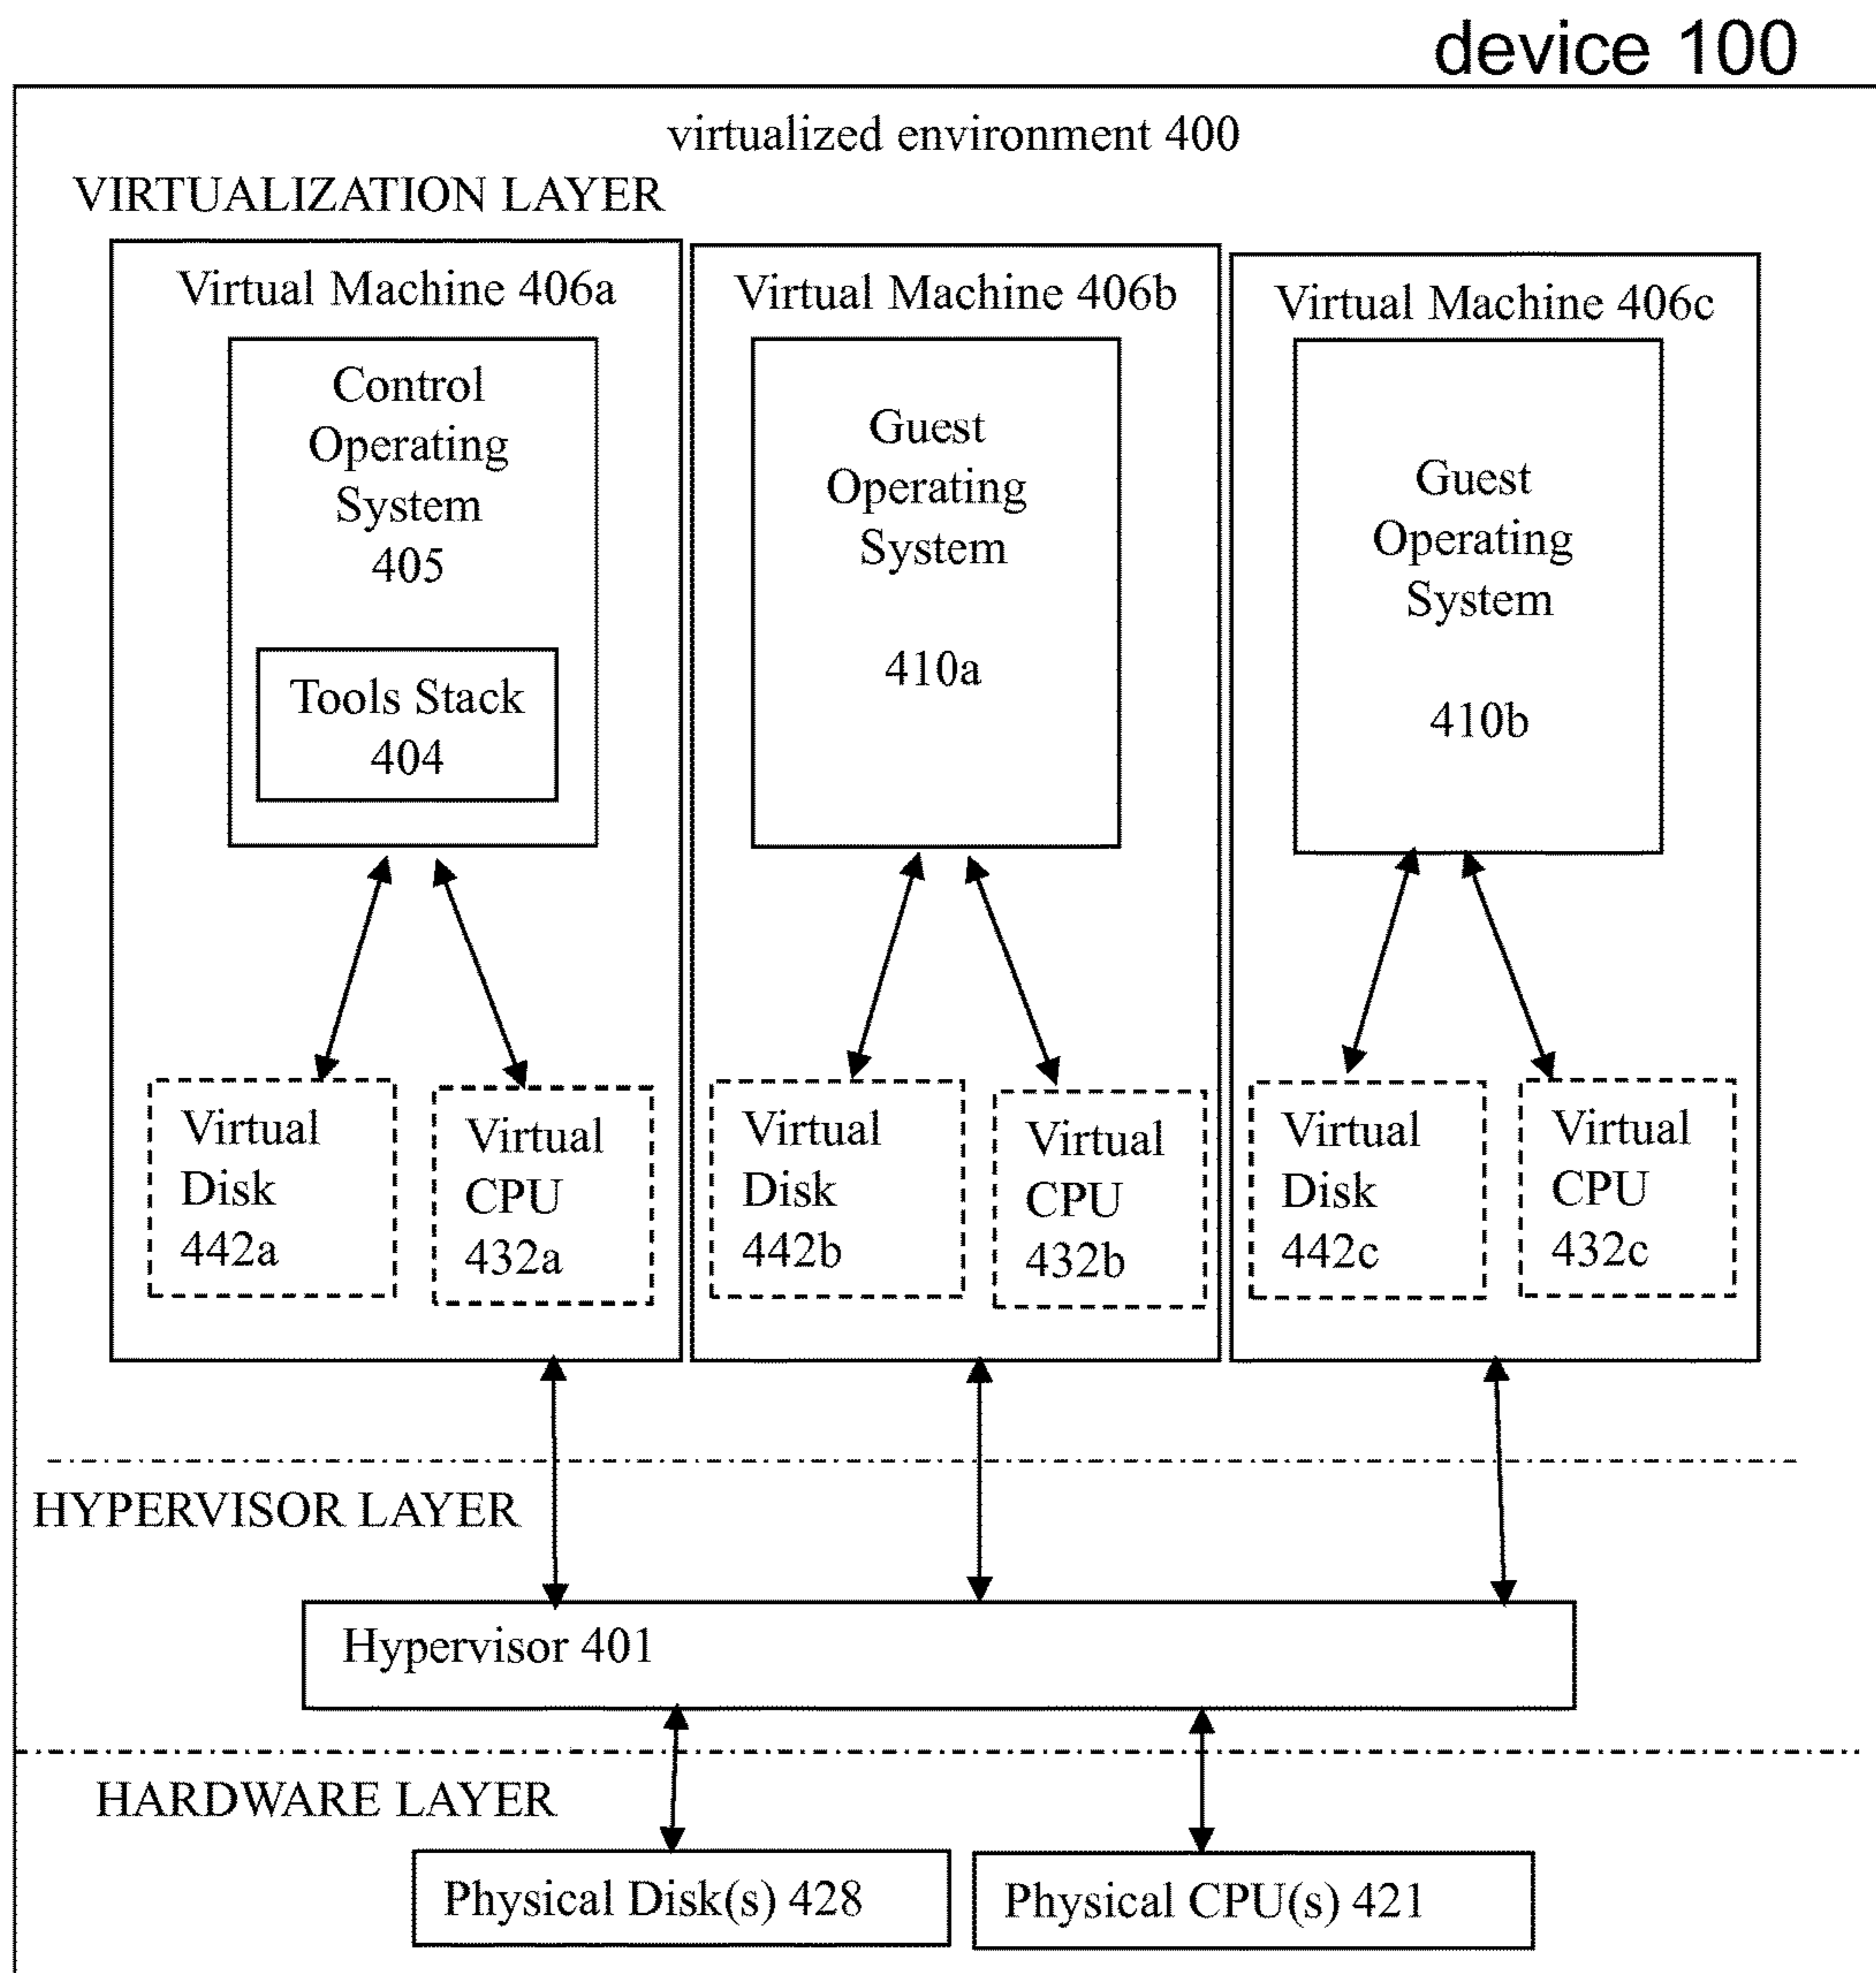 device 100
virtualized environment 400
VIRTUALIZATION LAYER
Virtual Machine 406a
Control
Operating
System
405
Tools Stack
404
Virtual
Disk
442a
Virtual
CPU
432a
Virtual Machine 406b
Guest
Operating
System
410a
Virtual
Disk
442b
Virtual
CPU
432b
Virtual Machine 406c
Guest
Operating
System
410b
Virtual
Disk
442c
Virtual
CPU
432c
HYPERVISOR LAYER
Hypervisor 401
HARDWARE LAYER
Physical Disk(s) 428
Physical CPU(s) 421